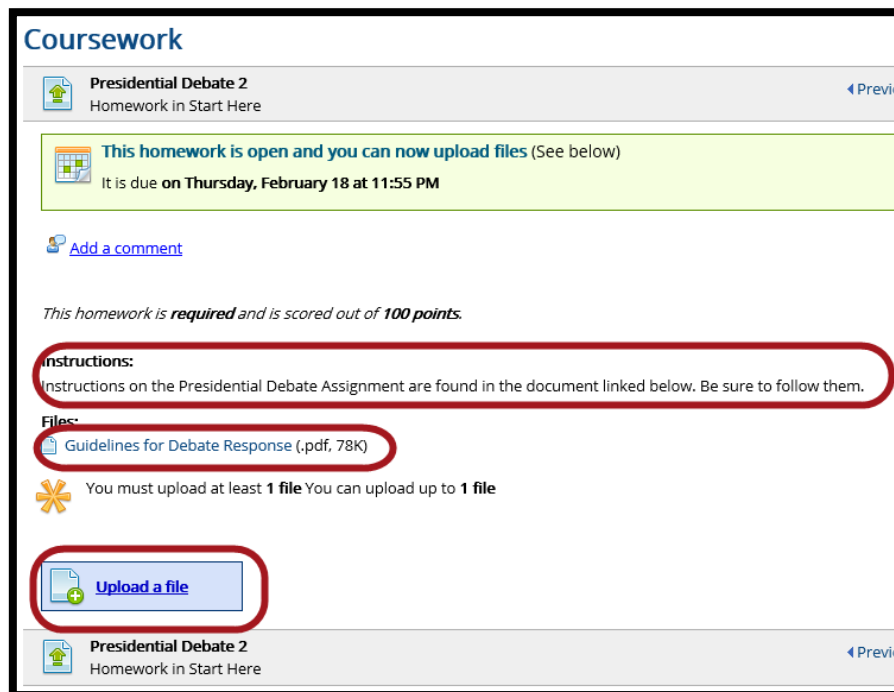 Coursework
Presidential Debate 2
Homework in Start Here
This homework is open and you can now upload files (See below)
It is due on Thursday, February 18 at 11:55 PM
Add a comment
This homework is required and is scored out of 100 points.
Instructions:
Instructions on the Presidential Debate Assignment are found in the document linked below. Be sure to follow them.
Files:
Guidelines for Debate Response (.pdf, 78K)
You must upload at least 1 file You can upload up to 1 file
Upload a file
Presidential Debate 2
Homework in Start Here